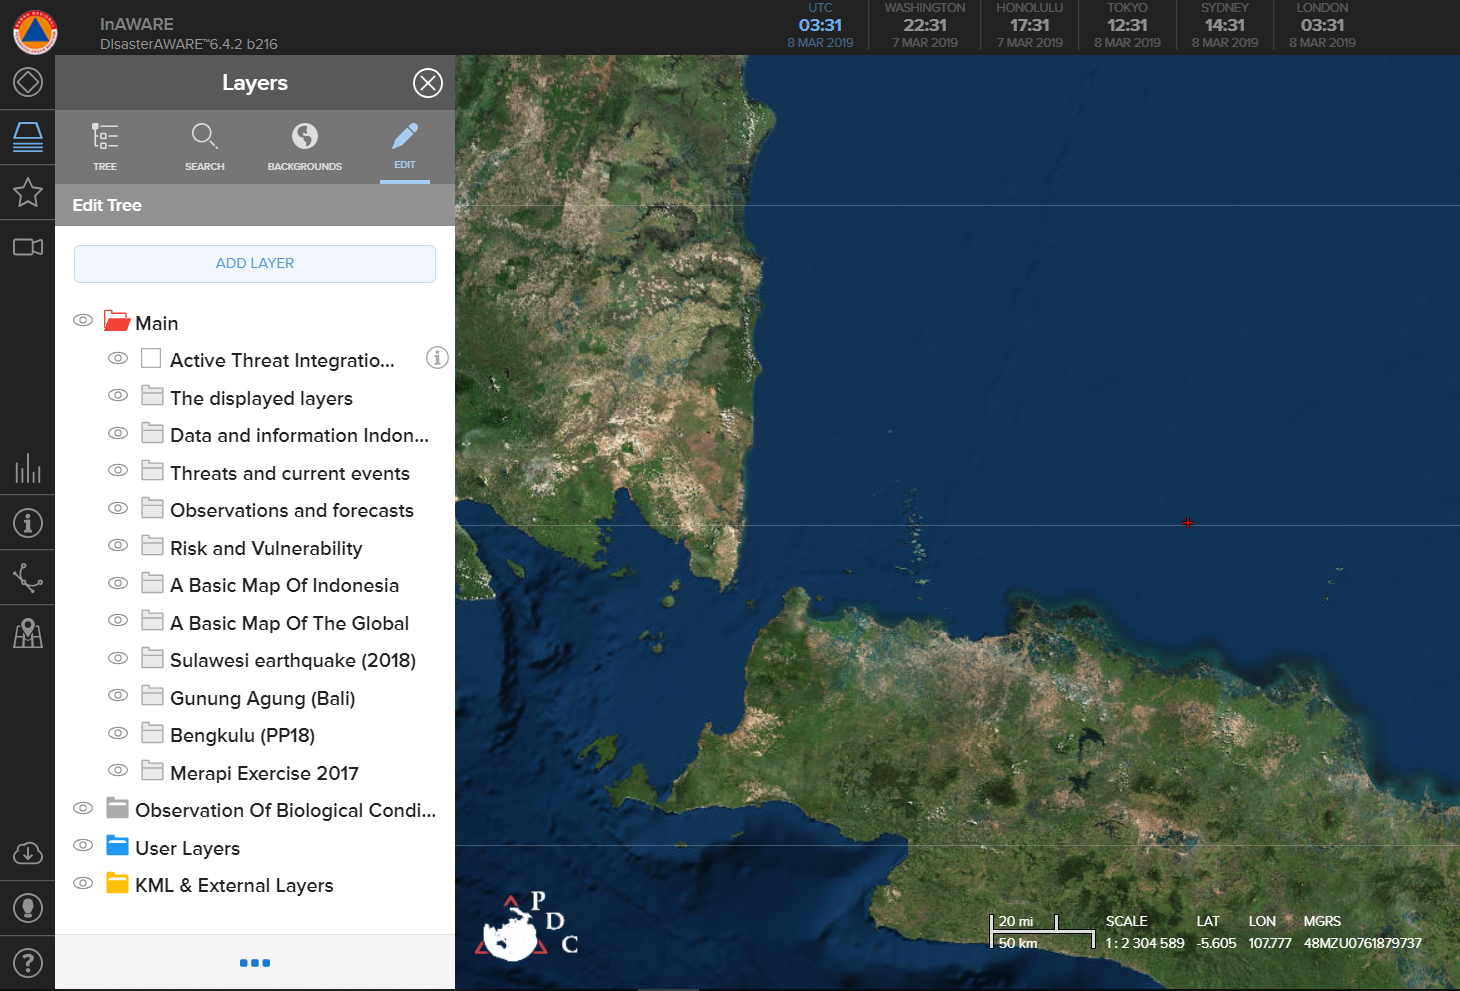 InAWARE
DisasterAWARE™6.4.2 b216
UTC
03:31
8 MAR 2019
WASHINGTON
22:31
7 MAR 2019
HONOLULU
17:31
7 MAR 2019
TOKYO
12:31
8 MAR 2019
SYDNEY
14:31
8 MAR 2019
LONDON
03:31
8 MAR 2019
Layers
TREE
SEARCH
BACKGROUNDS
EDIT
Edit Tree
ADD LAYER
Main
Active Threat Integratio...
The displayed layers
Data and information Indon...
Threats and current events
Observations and forecasts
Risk and Vulnerability
A Basic Map Of Indonesia
A Basic Map Of The Global
Sulawesi earthquake (2018)
Gunung Agung (Bali)
Bengkulu (PP18)
Merapi Exercise 2017
Observation Of Biological Condi...
User Layers
KML & External Layers
P
D
C
20 mi
50 km
SCALE
1 : 2 304 589
LAT
-5.605
LON
107.777
MGRS
48MZU0761879737